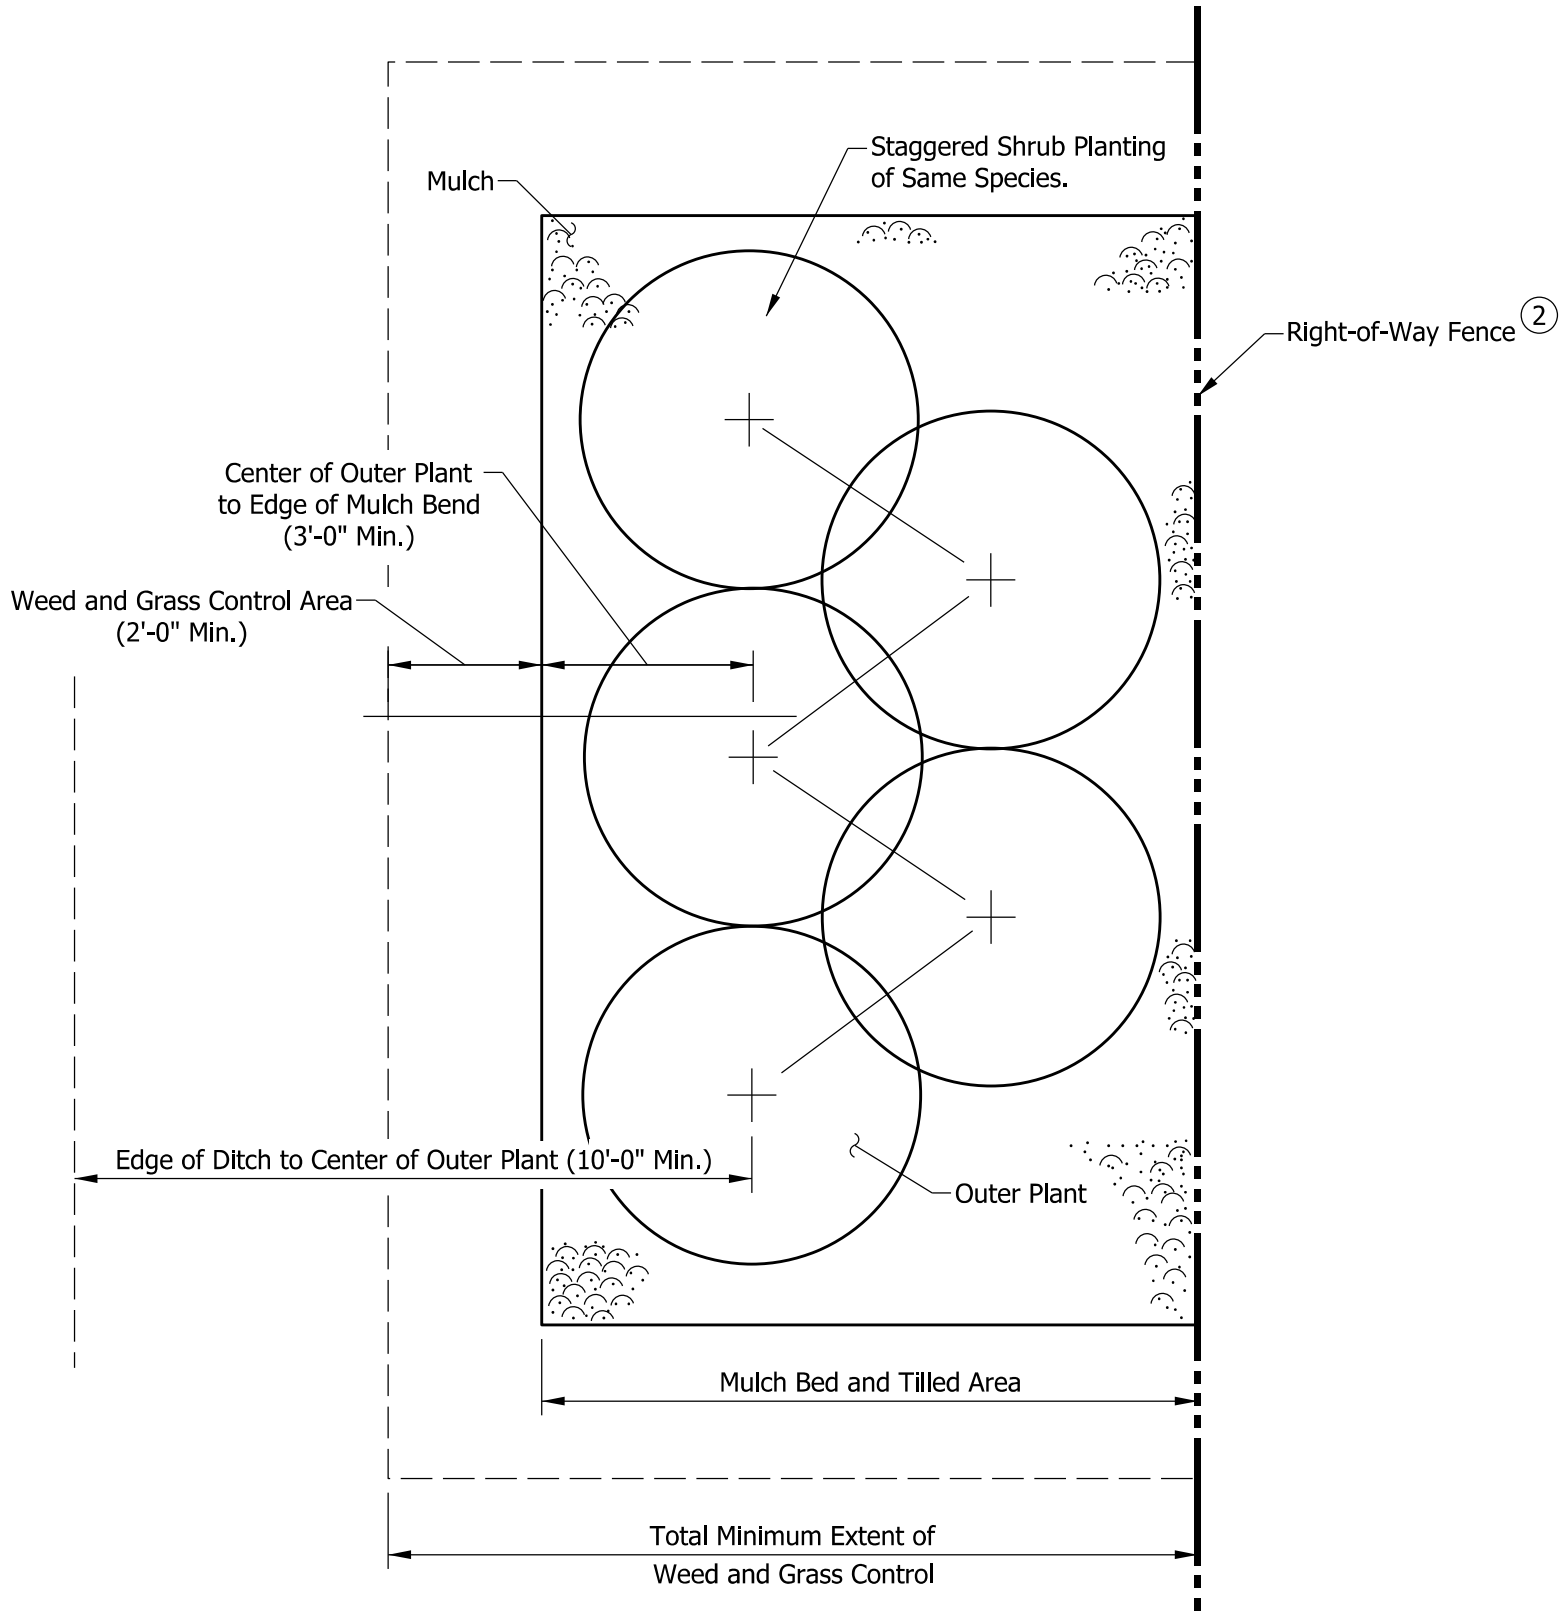 Staggered Shrub Planting
of Same Species.
Mulch
Right-of-Way Fence 2
Center of Outer Plant
to Edge of Mulch Bend
(3'-0" Min.)
Weed and Grass Control Area
(2'-0" Min.)
Edge of Ditch to Center of Outer Plant (10'-0" Min.)
Outer Plant
Mulch Bed and Tilled Area
Total Minimum Extent of
Weed and Grass Control